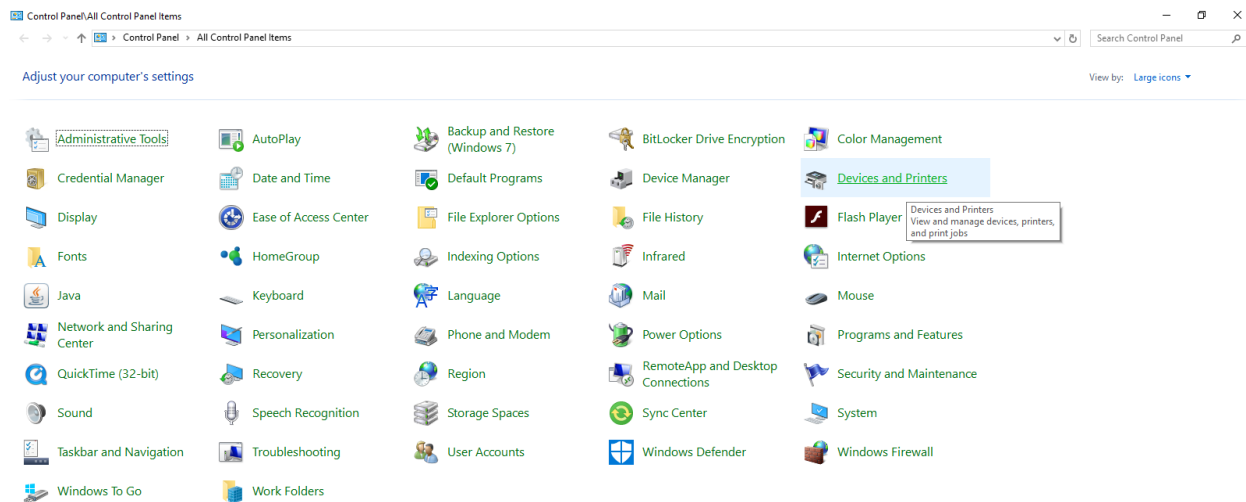 Control Panel\All Control Panel Items
Control Panel > All Control Panel Items
Search Control Panel
Adjust your computer's settings
View by: Large icons
Administrative Tools
AutoPlay
Backup and Restore
(Windows 7)
BitLocker Drive Encryption
Color Management
Credential Manager
Date and Time
Default Programs
Device Manager
Devices and Printers
Display
Ease of Access Center
File Explorer Options
File History
Flash Player
Devices and Printers
View and manage devices, printers,
and print jobs
Fonts
HomeGroup
Indexing Options
Infrared
Internet Options
Java
Keyboard
Language
Mail
Mouse
Network and Sharing
Center
Personalization
Phone and Modem
Power Options
Programs and Features
QuickTime (32-bit)
Recovery
Region
RemoteApp and Desktop
Connections
Security and Maintenance
Sound
Speech Recognition
Storage Spaces
Sync Center
System
Taskbar and Navigation
Troubleshooting
User Accounts
Windows Defender
Windows Firewall
Windows To Go
Work Folders